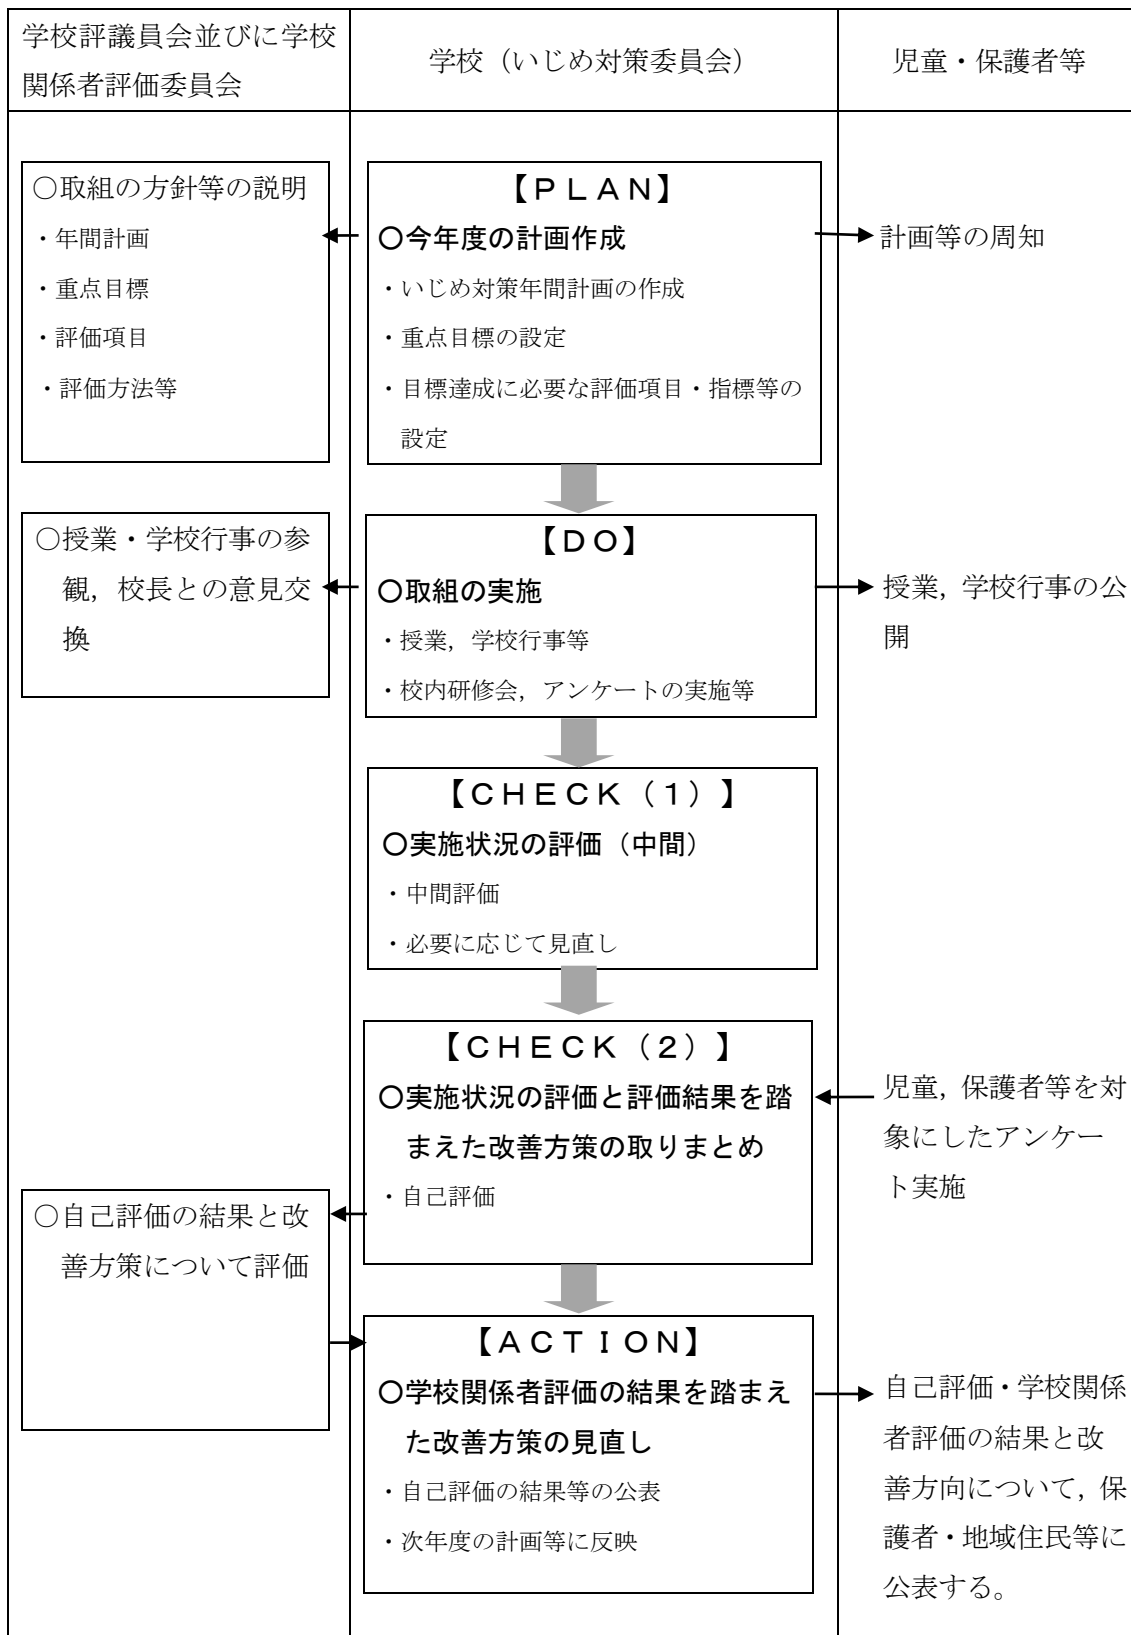 学校評議員会並びに学校
関係者評価委員会
学校（いじめ対策委員会）
児童・保護者等
○取組の方針等の説明
・年間計画
・重点目標
・評価項目
・評価方法等
【ＰＬＡＮ】
○今年度の計画作成
・いじめ対策年間計画の作成
・重点目標の設定
・目標達成に必要な評価項目・指標等の
設定
計画等の周知
○授業・学校行事の参
観，校長との意見交
換
【ＤＯ】
○取組の実施
・授業，学校行事等
・校内研修会，アンケートの実施等
授業，学校行事の公
開
【ＣＨＥＣＫ（１）】
○実施状況の評価（中間）
・中間評価
・必要に応じて見直し
【ＣＨＥＣＫ（２）】
○実施状況の評価と評価結果を踏
まえた改善方策の取りまとめ
・自己評価
児童，保護者等を対
象にしたアンケー
ト実施
○自己評価の結果と改
善方策について評価
【ＡＣＴＩＯＮ】
○学校関係者評価の結果を踏まえ
た改善方策の見直し
・自己評価の結果等の公表
・次年度の計画等に反映
自己評価・学校関係
者評価の結果と改
善方向について，保
護者・地域住民等に
公表する。